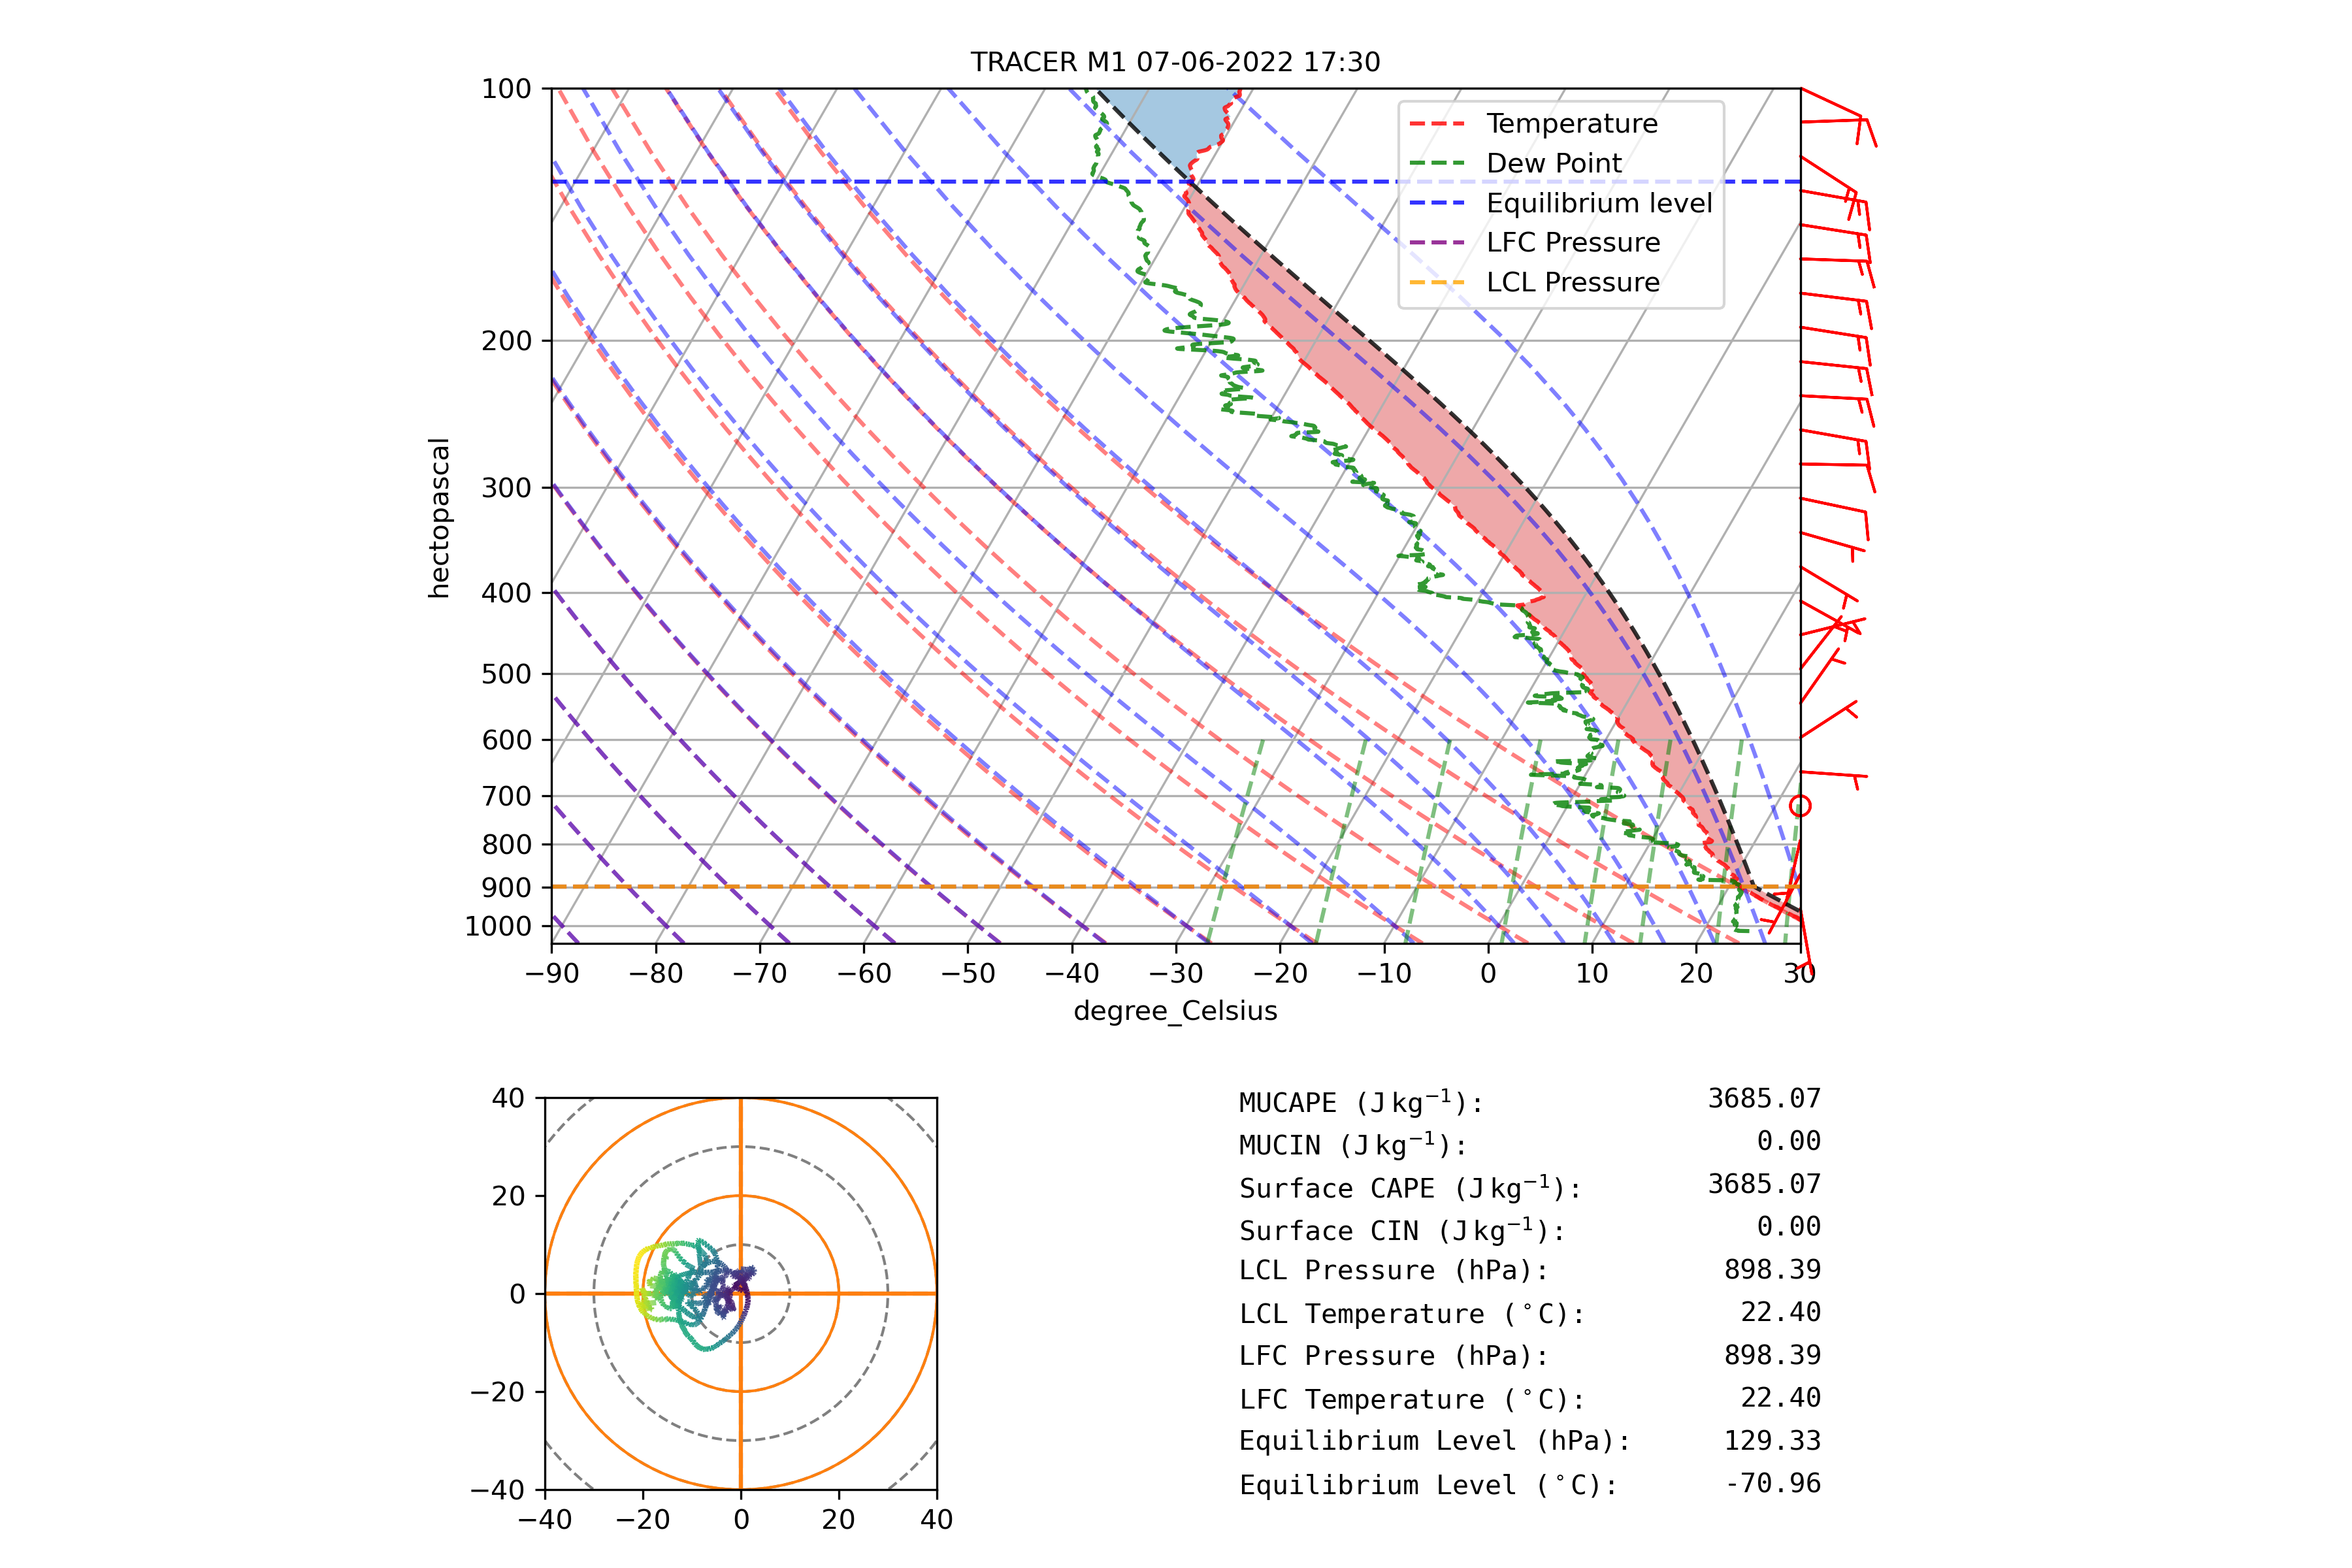 TRACER M1 07-06-2022 17:30
100
200
300
400
500
600
700
800
900
1000
hectopascal
Temperature
Dew Point
Equilibrium level
LFC Pressure
LCL Pressure
−90 −80 −70 −60 −50 −40 −30 −20 −10 0 10 20 30
degree_Celsius
40
20
0
−20
−40
−40 −20 0 20 40
MUCAPE (J kg⁻¹): 3685.07
MUCIN (J kg⁻¹): 0.00
Surface CAPE (J kg⁻¹): 3685.07
Surface CIN (J kg⁻¹): 0.00
LCL Pressure (hPa): 898.39
LCL Temperature (°C): 22.40
LFC Pressure (hPa): 898.39
LFC Temperature (°C): 22.40
Equilibrium Level (hPa): 129.33
Equilibrium Level (°C): -70.96